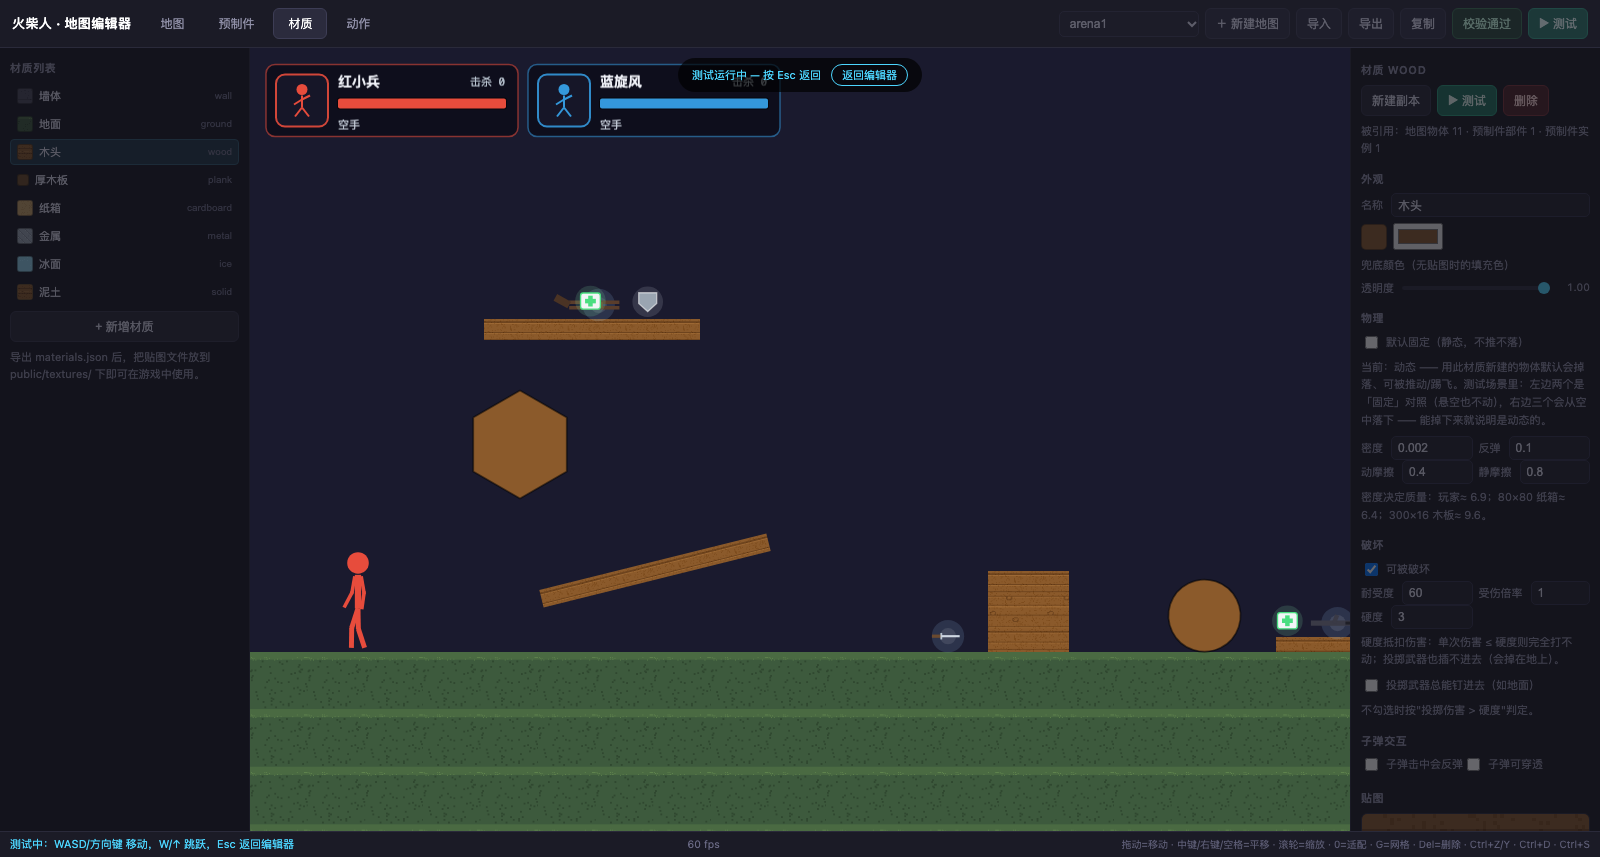 火柴人 · 地图编辑器 地图 预制件 材质 动作 arena1 + 新建地图 导入 导出 复制 校验通过 ▶ 测试
材质列表
墙体 wall
地面 ground
木头 wood
厚木板 plank
纸箱 cardboard
金属 metal
冰面 ice
泥土 solid
+ 新增材质
导出 materials.json 后，把贴图文件放到
public/textures/ 下即可在游戏中使用。
红小兵 击杀 0
空手
蓝旋风 击杀 0
空手
测试运行中 — 按 Esc 返回 返回编辑器
材质 WOOD
新建副本 ▶ 测试 删除
被引用：地图物体 11 · 预制件部件 1 · 预制件实
例 1
外观
名称 木头
兜底颜色（无贴图时的填充色）
透明度 1.00
物理
默认固定（静态，不推不落）
当前：动态 —— 用此材质新建的物体默认会掉
落、可被推动/踢飞。测试场景里：左边两个是
「固定」对照（悬空也不动），右边三个会从空
中落下 —— 能掉下来就说明是动态的。
密度 0.002 反弹 0.1
动摩擦 0.4 静摩擦 0.8
密度决定质量：玩家≈ 6.9；80×80 纸箱≈
6.4；300×16 木板≈ 9.6。
破坏
可被破坏
耐受度 60 受伤倍率 1
硬度 3
硬度抵扣伤害：单次伤害 ≤ 硬度则完全打不
动；投掷武器也插不进去（会掉在地上）。
投掷武器总能钉进去（如地面）
不勾选时按"投掷伤害 > 硬度"判定。
子弹交互
子弹击中会反弹 子弹可穿透
贴图
测试中：WASD/方向键 移动，W/↑ 跳跃，Esc 返回编辑器 60 fps 拖动=移动 · 中键/右键/空格=平移 · 滚轮=缩放 · 0=适配 · G=网格 · Del=删除 · Ctrl+Z/Y · Ctrl+D · Ctrl+S